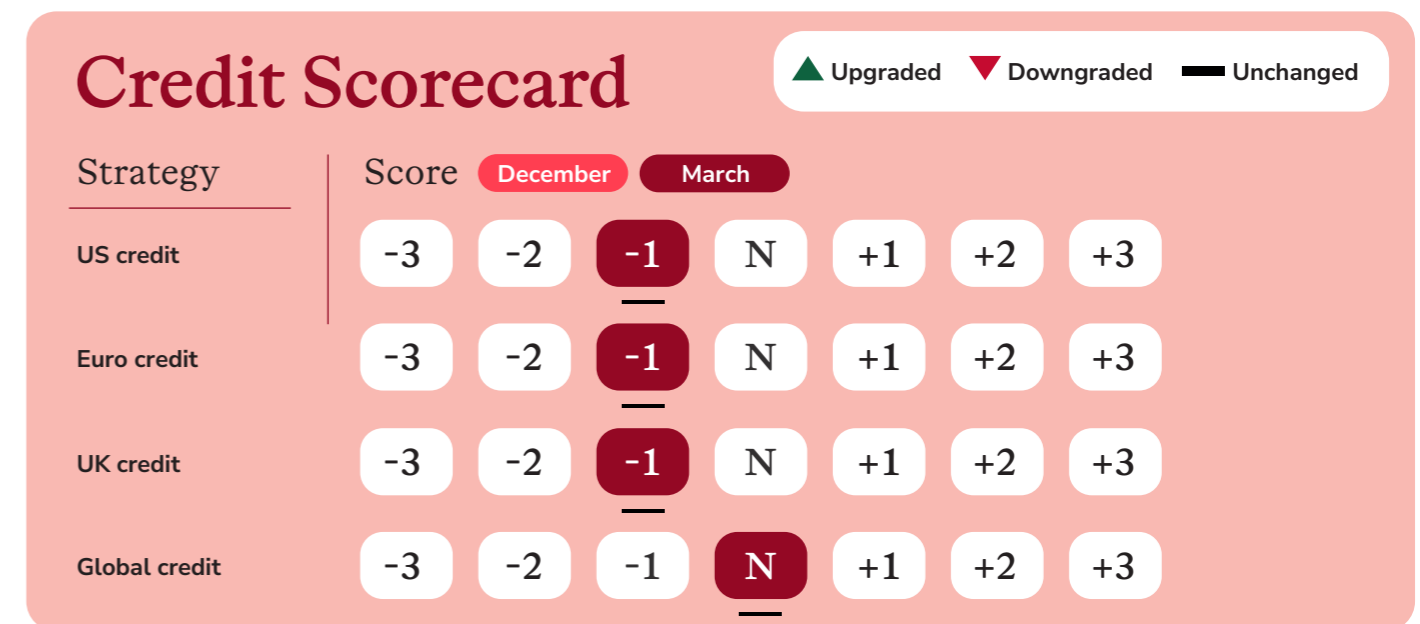 Credit Scorecard
Upgraded Downgraded Unchanged
Strategy Score December March
US credit -3 -2 -1 N +1 +2 +3
Euro credit -3 -2 -1 N +1 +2 +3
UK credit -3 -2 -1 N +1 +2 +3
Global credit -3 -2 -1 N +1 +2 +3